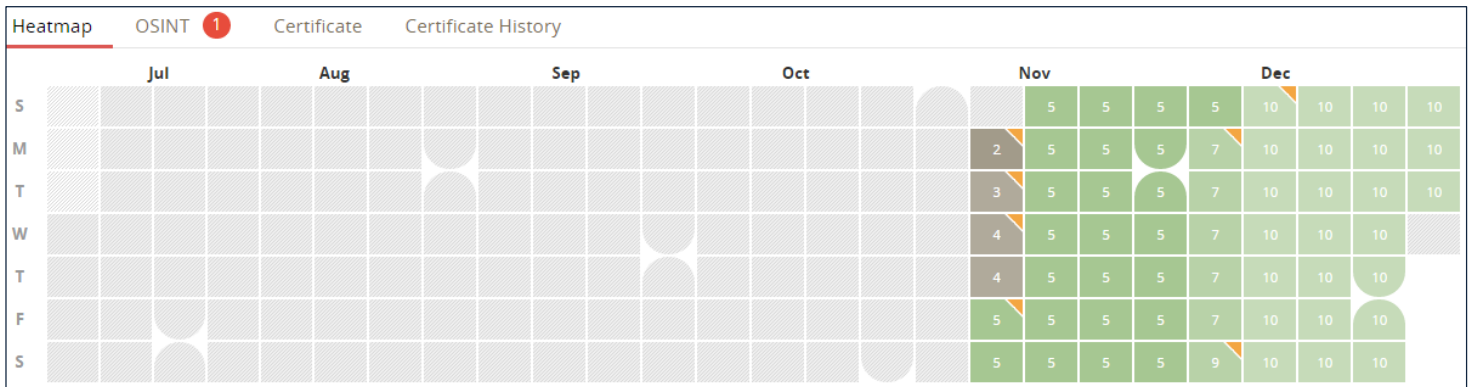 Heatmap OSINT 1 Certificate Certificate History
Jul Aug Sep Oct Nov Dec
S 5 5 5 5 10 10 10 10
M 2 5 5 5 7 10 10 10 10
T 3 5 5 5 7 10 10 10 10
W 4 5 5 5 7 10 10 10
T 4 5 5 5 7 10 10 10
F 5 5 5 5 7 10 10 10
S 5 5 5 5 9 10 10 10